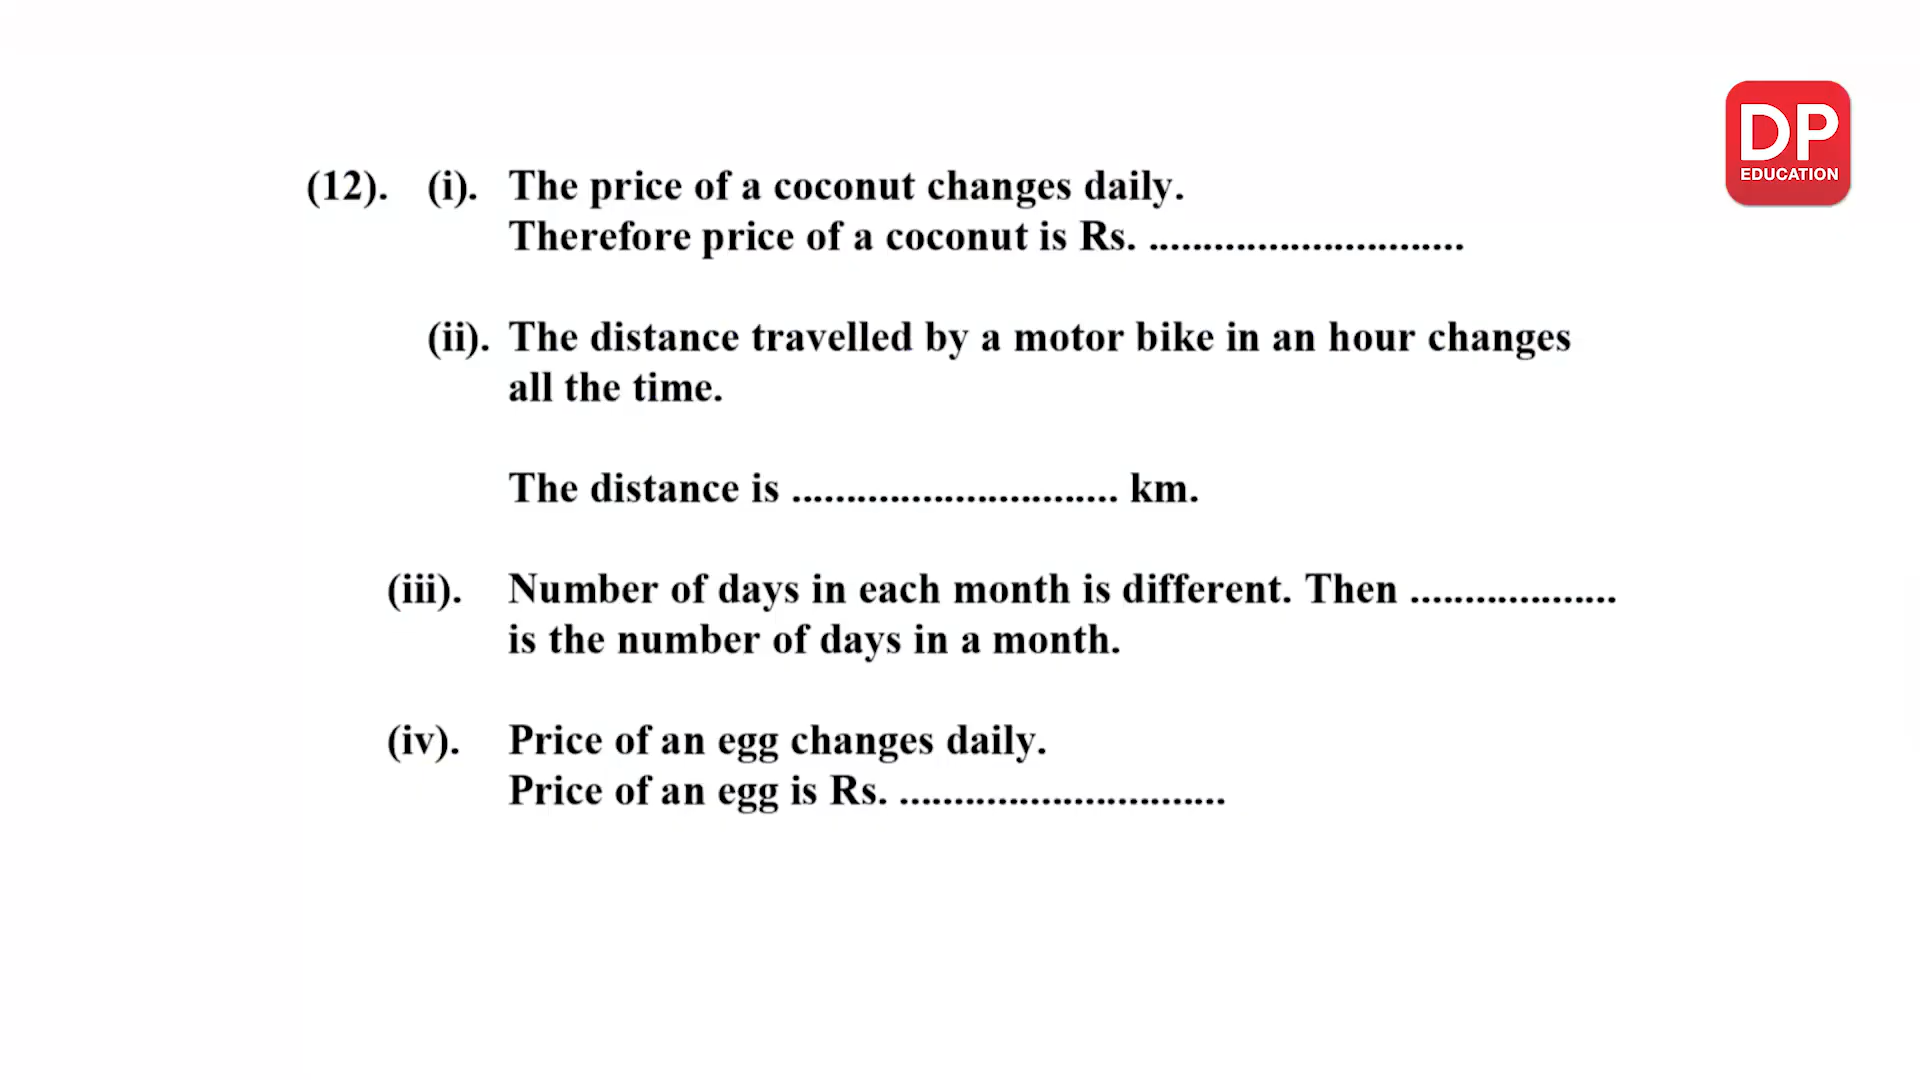 DP
EDUCATION
(12). (i). The price of a coconut changes daily.
Therefore price of a coconut is Rs. .............................
(ii). The distance travelled by a motor bike in an hour changes
all the time.
The distance is .............................. km.
(iii). Number of days in each month is different. Then ...................
is the number of days in a month.
(iv). Price of an egg changes daily.
Price of an egg is Rs. ..............................